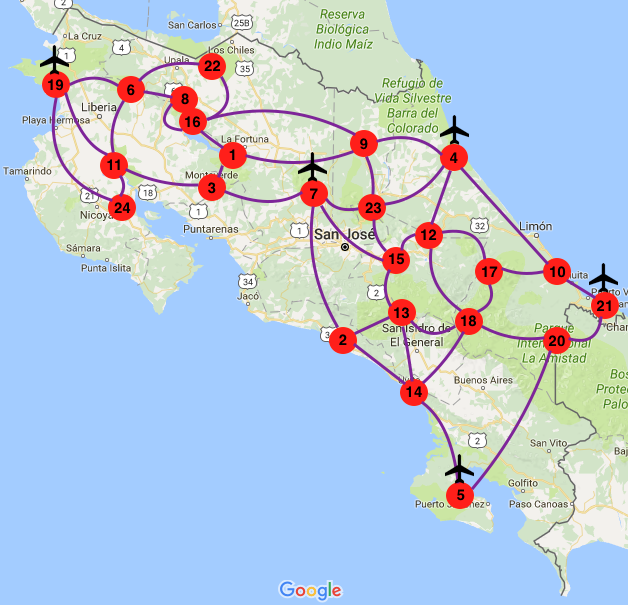 Reserva
Biológica
Indio Maíz
San Carlos
25B
La Cruz
1
4
Upala
Los Chiles
35
22
19
6
8
16
Refugio de
Vida Silvestre
Barra del
Colorado
Liberia
Playa Hermosa
La Fortuna
9
4
1
11
Tamarindo
Monteverde
3
7
21
18
24
Nicoya
1
Puntarenas
23
12
32
Limón
1
San José
Sámara
Punta Islita
15
17
10
34
Jacó
2
21
13
San Isidro de
El General
18
Parque
Internacional
La Amistad
20
2
3
14
Buenos Aires
2
San Vito
5
Golfito
Puerto Jiménez
Paso Canoas
Google